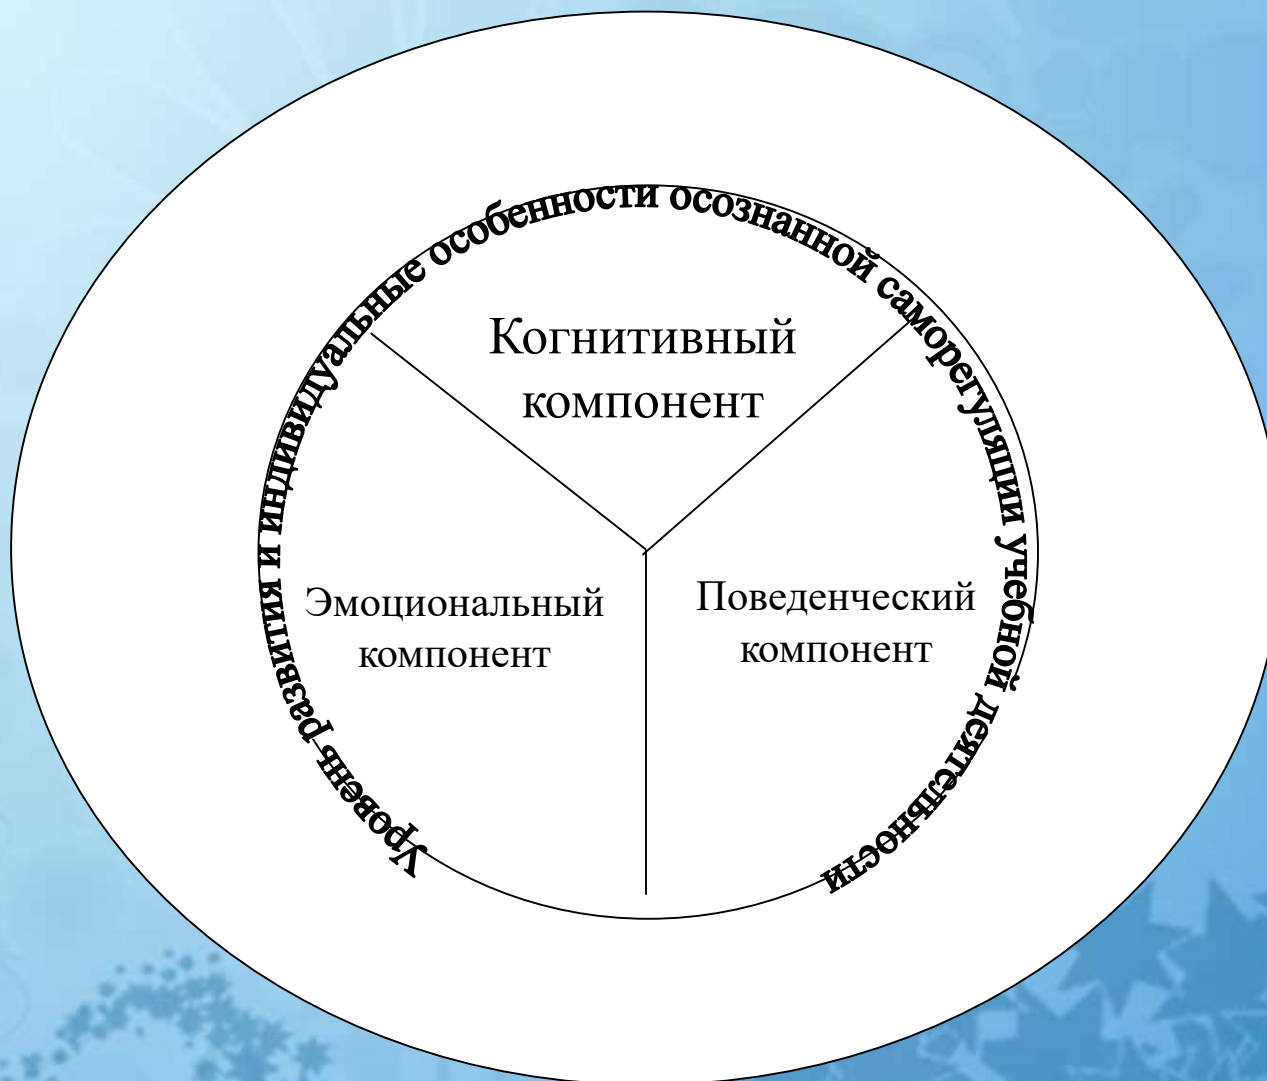 Уровень развития и индивидуальные особенности осознанной саморегуляции учебной деятельности
Когнитивный
компонент
Эмоциональный
компонент
Поведенческий
компонент